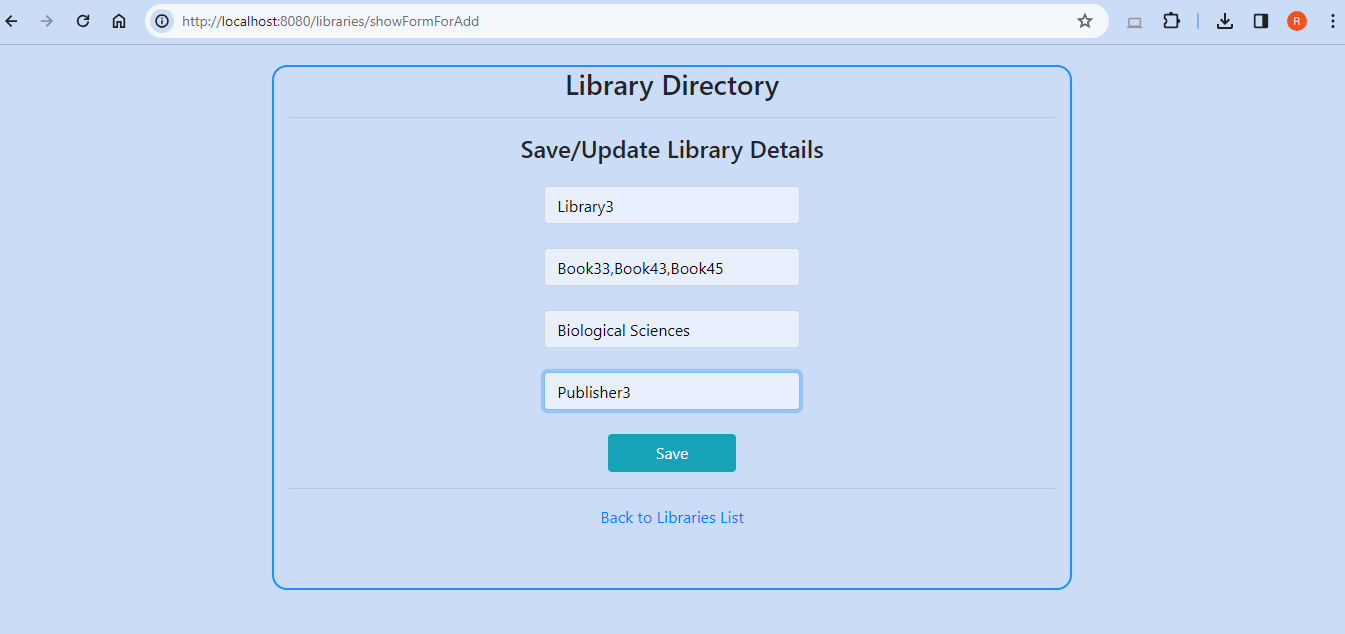 http://localhost:8080/libraries/showFormForAdd
R
Library Directory
Save/Update Library Details
Library3
Book33,Book43,Book45
Biological Sciences
Publisher3
Save
Back to Libraries List